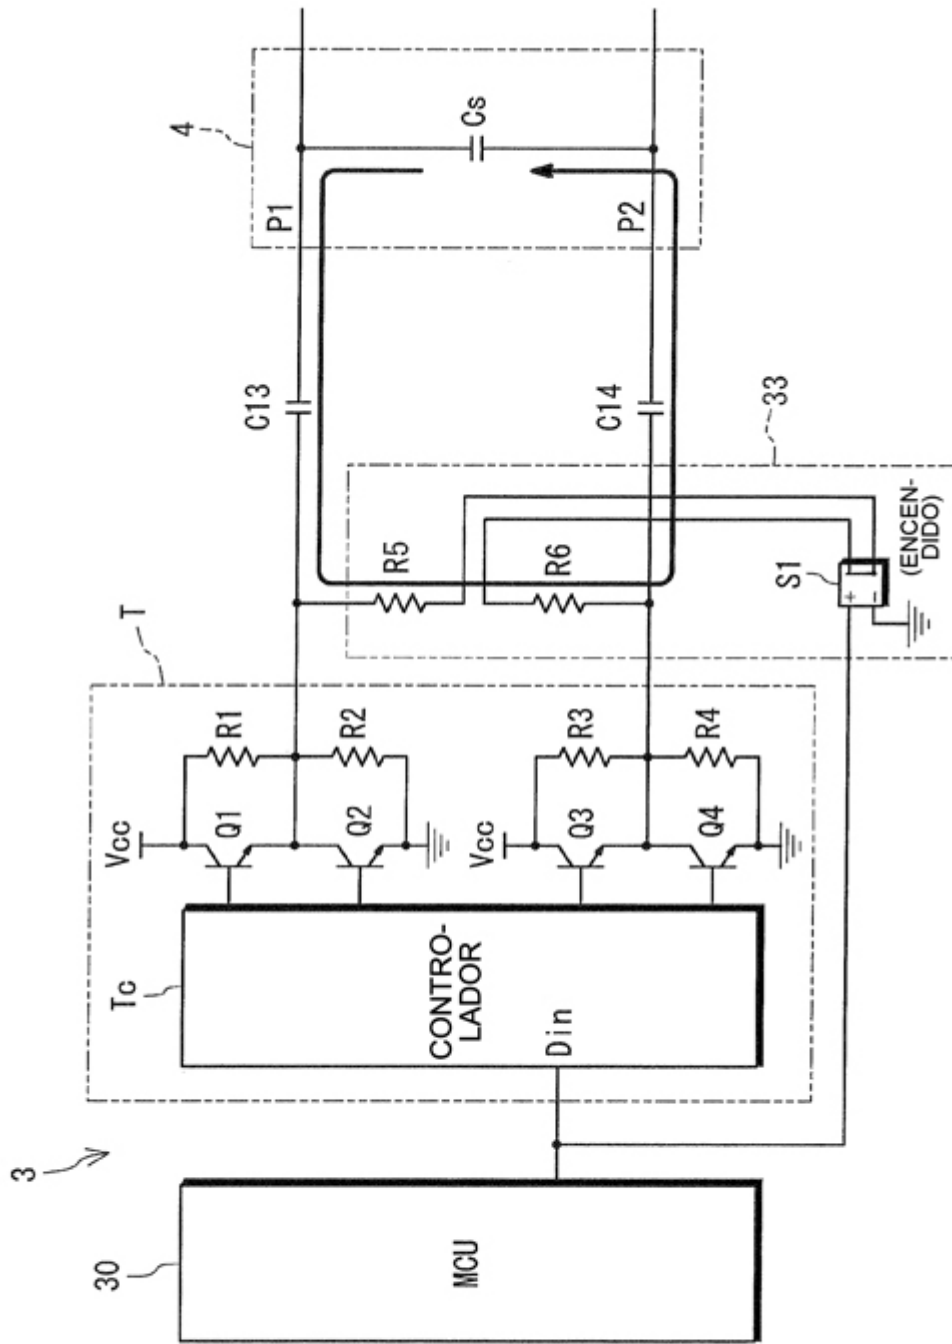 3
30
MCU
T
Tc
CONTRO-
LADOR
Din
Vcc
Q1
R1
Q2
R2
Vcc
Q3
R3
Q4
R4
R5
R6
33
S1
+
-
(ENCEN-
DIDO)
C13
C14
4
P1
P2
Cs